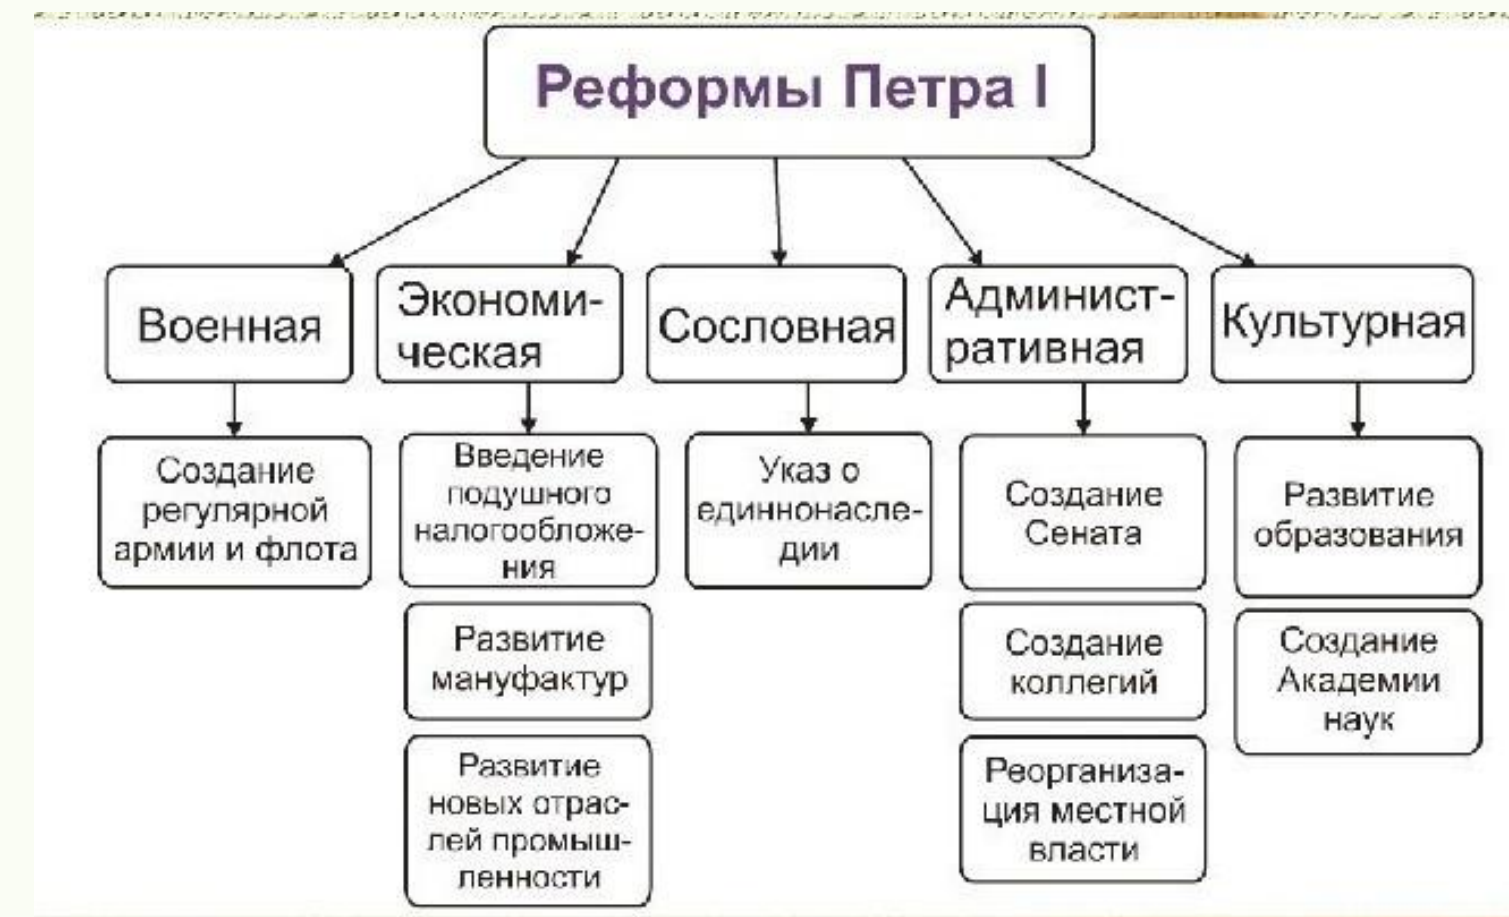 Реформы Петра I
Военная
Экономи-
ческая
Сословная
Админист-
ративная
Культурная
Создание
регулярной
армии и флота
Введение
подушного
налогообложе-
ния
Развитие
мануфактур
Развитие
новых отрас-
лей промыш-
ленности
Указ о
единнонасле-
дии
Создание
Сената
Создание
коллегий
Реорганиза-
ция местной
власти
Развитие
образования
Создание
Академии
наук